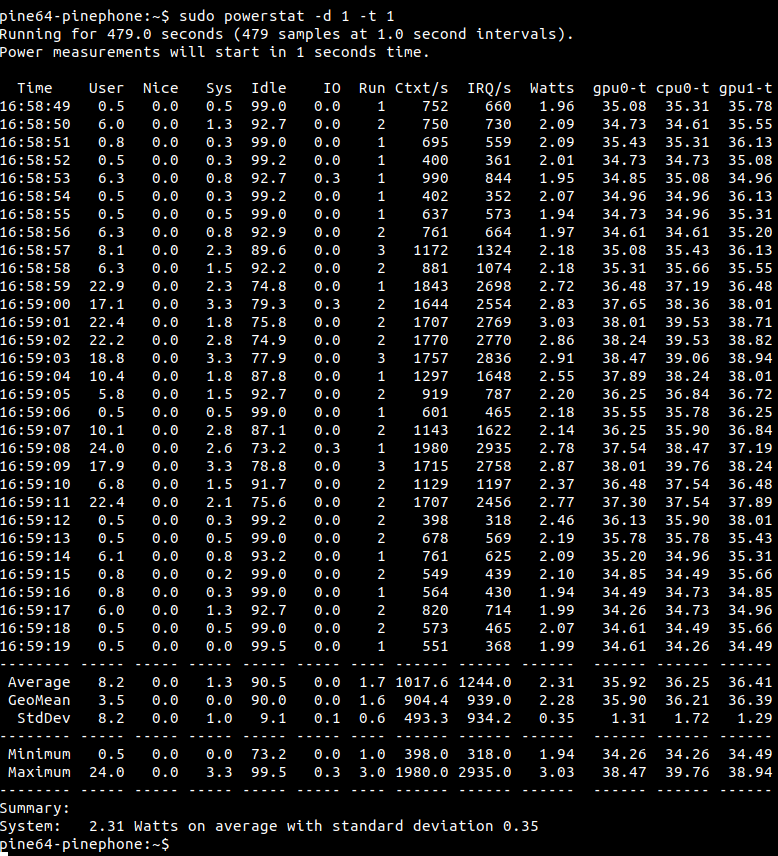 pine64-pinephone:~$ sudo powerstat -d 1 -t 1
Running for 479.0 seconds (479 samples at 1.0 second intervals).
Power measurements will start in 1 seconds time.

  Time    User  Nice   Sys  Idle    IO  Run Ctxt/s  IRQ/s  Watts  gpu0-t cpu0-t gpu1-t
16:58:49   0.5   0.0   0.5  99.0   0.0    1    752    660   1.96   35.08  35.31  35.78
16:58:50   6.0   0.0   1.3  92.7   0.0    2    750    730   2.09   34.73  34.61  35.55
16:58:51   0.8   0.0   0.3  99.0   0.0    1    695    559   2.09   35.43  35.31  36.13
16:58:52   0.5   0.0   0.3  99.2   0.0    1    400    361   2.01   34.73  34.73  35.08
16:58:53   6.3   0.0   0.8  92.7   0.3    1    990    844   1.95   34.85  35.08  34.96
16:58:54   0.5   0.0   0.3  99.2   0.0    1    402    352   2.07   34.96  34.96  36.13
16:58:55   0.5   0.0   0.5  99.0   0.0    1    637    573   1.94   34.73  34.96  35.31
16:58:56   6.3   0.0   0.8  92.9   0.0    2    761    664   1.97   34.61  34.61  35.20
16:58:57   8.1   0.0   2.3  89.6   0.0    3   1172   1324   2.18   35.08  35.43  36.13
16:58:58   6.3   0.0   1.5  92.2   0.0    2    881   1074   2.18   35.31  35.66  35.55
16:58:59  22.9   0.0   2.3  74.8   0.0    1   1843   2698   2.72   36.48  37.19  36.48
16:59:00  17.1   0.0   3.3  79.3   0.3    2   1644   2554   2.83   37.65  38.36  38.01
16:59:01  22.4   0.0   1.8  75.8   0.0    2   1707   2769   3.03   38.01  39.53  38.71
16:59:02  22.2   0.0   2.8  74.9   0.0    2   1770   2770   2.86   38.24  39.53  38.82
16:59:03  18.8   0.0   3.3  77.9   0.0    3   1757   2836   2.91   38.47  39.06  38.94
16:59:04  10.4   0.0   1.8  87.8   0.0    1   1297   1648   2.55   37.89  38.24  38.01
16:59:05   5.8   0.0   1.5  92.7   0.0    2    919    787   2.20   36.25  36.84  36.72
16:59:06   0.5   0.0   0.5  99.0   0.0    1    601    465   2.18   35.55  35.78  36.25
16:59:07  10.1   0.0   2.8  87.1   0.0    2   1143   1622   2.14   36.25  35.90  36.84
16:59:08  24.0   0.0   2.6  73.2   0.3    1   1980   2935   2.78   37.54  38.47  37.19
16:59:09  17.9   0.0   3.3  78.8   0.0    3   1715   2758   2.87   38.01  39.76  38.24
16:59:10   6.8   0.0   1.5  91.7   0.0    2   1129   1197   2.37   36.48  37.54  36.48
16:59:11  22.4   0.0   2.1  75.6   0.0    2   1707   2456   2.77   37.30  37.54  37.89
16:59:12   0.5   0.0   0.3  99.2   0.0    2    398    318   2.46   36.13  35.90  38.01
16:59:13   0.5   0.0   0.5  99.0   0.0    2    678    569   2.19   35.78  35.78  35.43
16:59:14   6.1   0.0   0.8  93.2   0.0    1    761    625   2.09   35.20  34.96  35.31
16:59:15   0.8   0.0   0.2  99.0   0.0    2    549    439   2.10   34.85  34.49  35.66
16:59:16   0.8   0.0   0.3  99.0   0.0    1    564    430   1.94   34.49  34.73  34.85
16:59:17   6.0   0.0   1.3  92.7   0.0    2    820    714   1.99   34.26  34.73  34.96
16:59:18   0.5   0.0   0.5  99.0   0.0    2    573    465   2.07   34.61  34.49  35.66
16:59:19   0.5   0.0   0.0  99.5   0.0    1    551    368   1.99   34.61  34.26  34.49
-------- ----- ----- ----- ----- ----- ---- ------ ------ ------  ------ ------ ------
 Average   8.2   0.0   1.3  90.5   0.0  1.7 1017.6 1244.0   2.31   35.92  36.25  36.41
 GeoMean   3.5   0.0   0.0  90.0   0.0  1.6  904.4  939.0   2.28   35.90  36.21  36.39
  StdDev   8.2   0.0   1.0   9.1   0.1  0.6  493.3  934.2   0.35    1.31   1.72   1.29
-------- ----- ----- ----- ----- ----- ---- ------ ------ ------  ------ ------ ------
 Minimum   0.5   0.0   0.0  73.2   0.0  1.0  398.0  318.0   1.94   34.26  34.26  34.49
 Maximum  24.0   0.0   3.3  99.5   0.3  3.0 1980.0 2935.0   3.03   38.47  39.76  38.94
-------- ----- ----- ----- ----- ----- ---- ------ ------ ------  ------ ------ ------
Summary:
System:   2.31 Watts on average with standard deviation 0.35
pine64-pinephone:~$